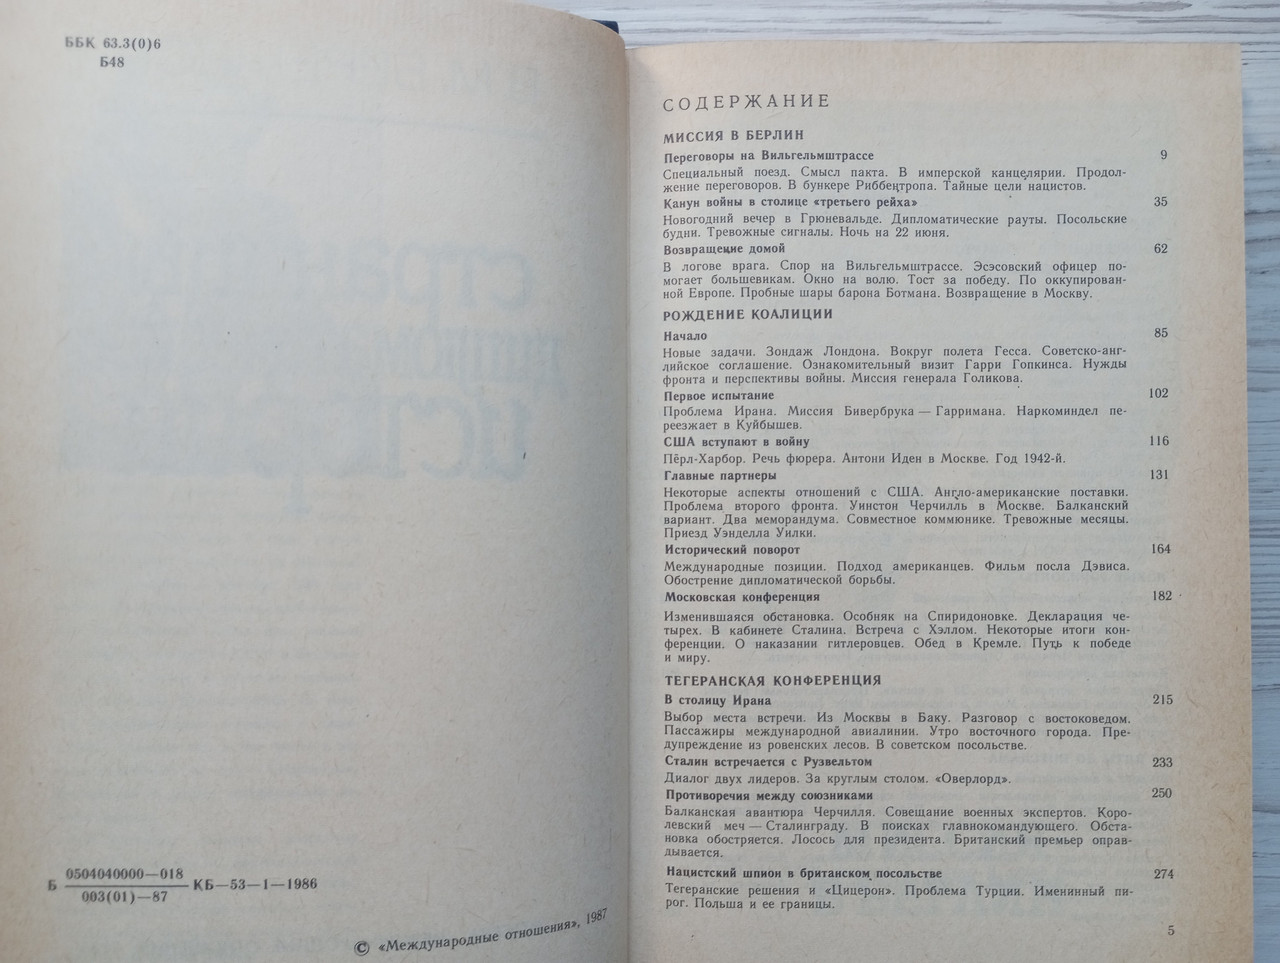 ББК 63.3(0)6
Б48
Б 0504040000—018 КБ—53—1—1986
003(01)—87
© «Международные отношения», 1987
СОДЕРЖАНИЕ
МИССИЯ В БЕРЛИН
Переговоры на Вильгельмштрассе 9
Специальный поезд. Смысл пакта. В имперской канцелярии. Продол-
жение переговоров. В бункере Риббентропа. Тайные цели нацистов.
Канун войны в столице «третьего рейха» 35
Новогодний вечер в Грюневальде. Дипломатические рауты. Посольские
будни. Тревожные сигналы. Ночь на 22 июня.
Возвращение домой 62
В логове врага. Спор на Вильгельмштрассе. Эсэсовский офицер по-
могает большевикам. Окно на волю. Тост за победу. По оккупирован-
ной Европе. Пробные шары барона Ботмана. Возвращение в Москву.
РОЖДЕНИЕ КОАЛИЦИИ
Начало 85
Новые задачи. Зондаж Лондона. Вокруг полета Гесса. Советско-анг-
лийское соглашение. Ознакомительный визит Гарри Гопкинса. Нужды
фронта и перспективы войны. Миссия генерала Голикова.
Первое испытание 102
Проблема Ирана. Миссия Бивербрука — Гарримана. Наркоминдел пе-
реезжает в Куйбышев.
США вступают в войну 116
Пёрл-Харбор. Речь фюрера. Антони Иден в Москве. Год 1942-й.
Главные партнеры 131
Некоторые аспекты отношений с США. Англо-американские поставки.
Проблема второго фронта. Уинстон Черчилль в Москве. Балканский
вариант. Два меморандума. Совместное коммюнике. Тревожные месяцы.
Приезд Уэнделла Уилки.
Исторический поворот 164
Международные позиции. Подход американцев. Фильм посла Дэвиса.
Обострение дипломатической борьбы.
Московская конференция 182
Изменившаяся обстановка. Особняк на Спиридоновке. Декларация че-
тырех. В кабинете Сталина. Встреча с Хэллом. Некоторые итоги кон-
ференции. О наказании гитлеровцев. Обед в Кремле. Путь к победе
и миру.
ТЕГЕРАНСКАЯ КОНФЕРЕНЦИЯ
В столицу Ирана 215
Выбор места встречи. Из Москвы в Баку. Разговор с востоковедом.
Пассажиры международной авиалинии. Утро восточного города. Пре-
дупреждение из ровенских лесов. В советском посольстве.
Сталин встречается с Рузвельтом 233
Диалог двух лидеров. За круглым столом. «Оверлорд».
Противоречия между союзниками 250
Балканская авантюра Черчилля. Совещание военных экспертов. Коро-
левский меч — Сталинграду. В поисках главнокомандующего. Обста-
новка обостряется. Лосось для президента. Британский премьер оправ-
дывается.
Нацистский шпион в британском посольстве 274
Тегеранские решения и «Цицерон». Проблема Турции. Именинный пи-
рог. Польша и ее границы.
5